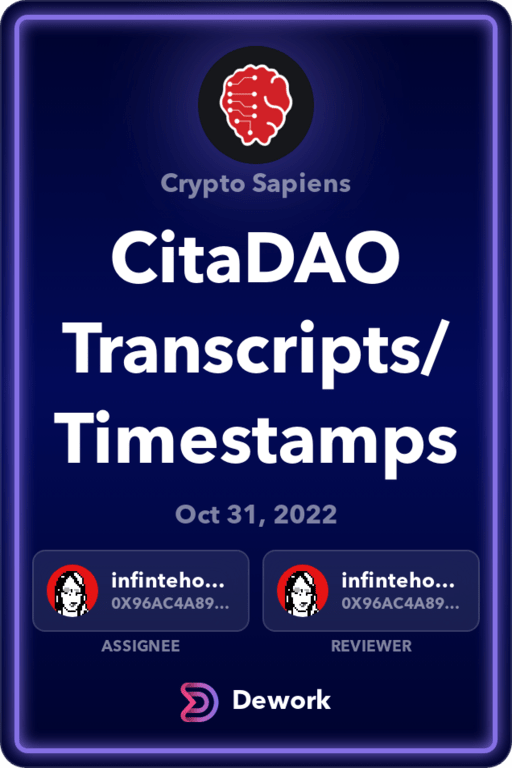 Crypto Sapiens
CitaDAO
Transcripts/
Timestamps
Oct 31, 2022
infinteho...
0X96AC4A89...
ASSIGNEE
infinteho...
0X96AC4A89...
REVIEWER
Dework